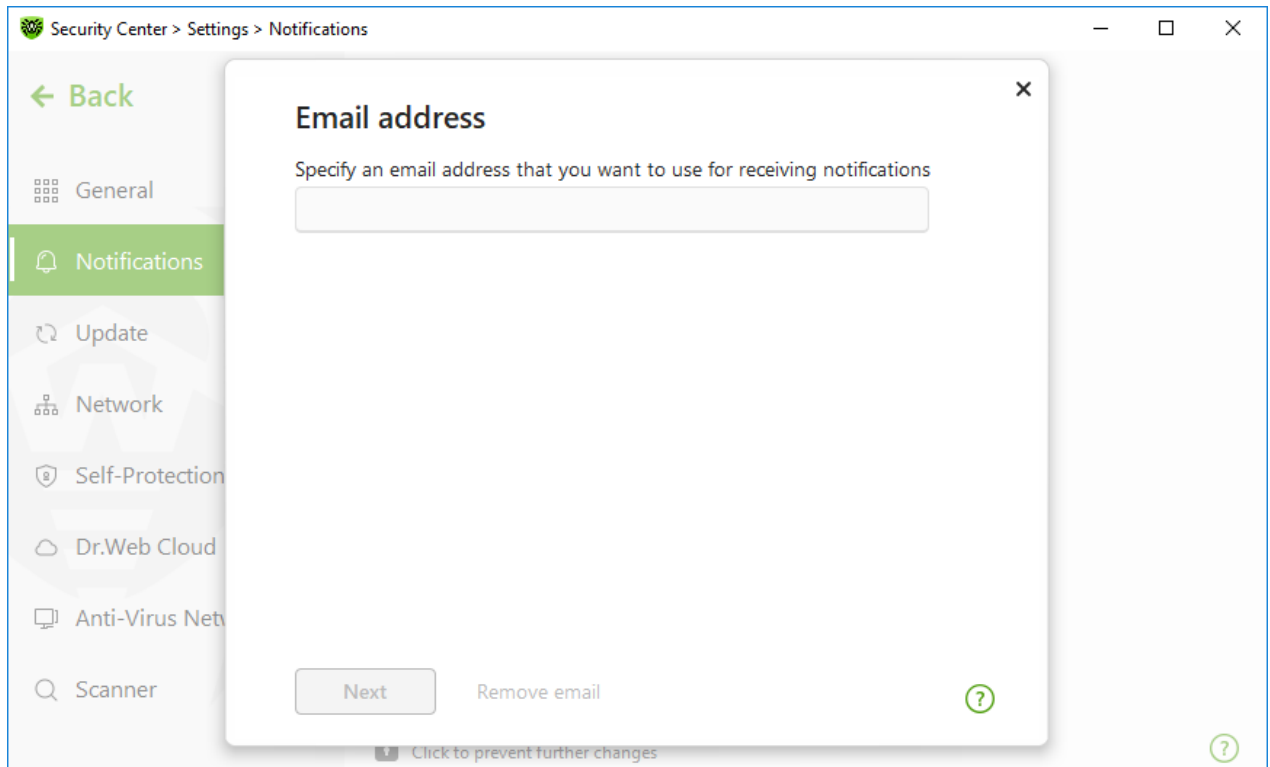 Security Center > Settings > Notifications
Back
Email address
Specify an email address that you want to use for receiving notifications
General
Notifications
Update
Network
Self-Protection
Dr.Web Cloud
Anti-Virus
Scanner
Next Remove email
?
Click to prevent further changes
?